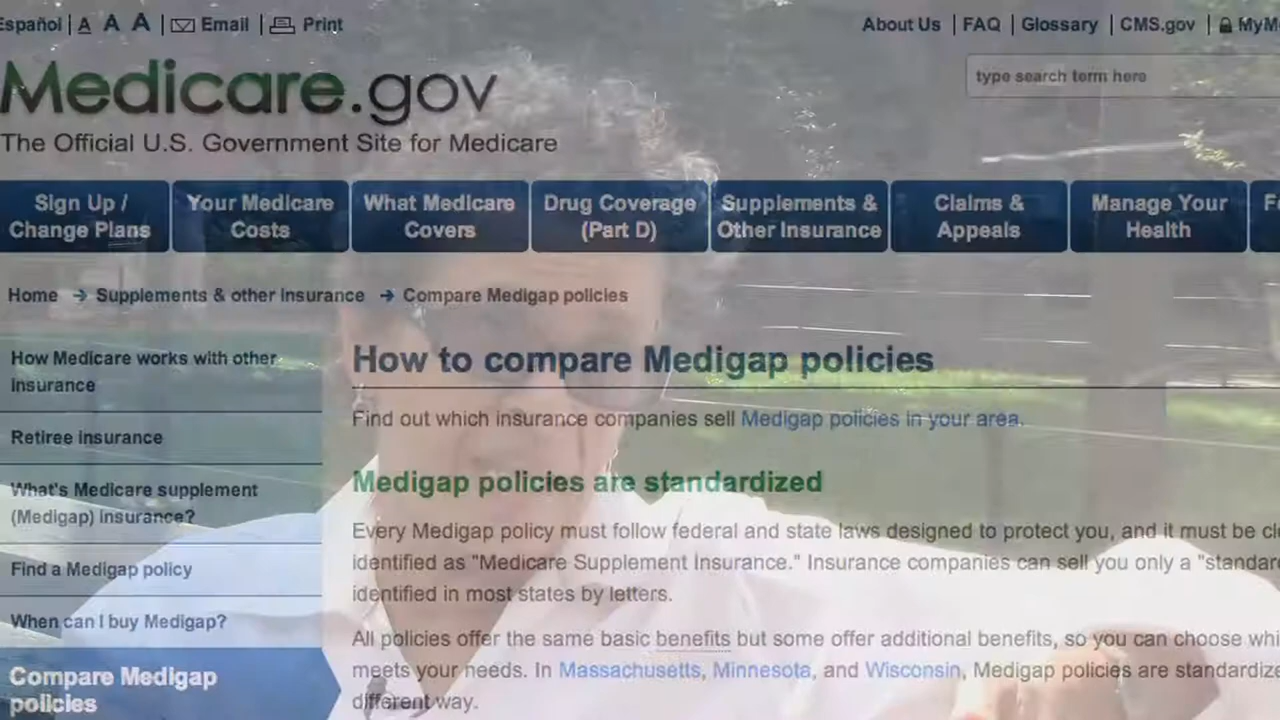 Español A A A Email Print About Us FAQ Glossary CMS.gov
type search term here
Medicare.gov
The Official U.S. Government Site for Medicare
Sign Up / Change Plans
Your Medicare Costs
What Medicare Covers
Drug Coverage (Part D)
Supplements & Other Insurance
Claims & Appeals
Manage Your Health
Home → Supplements & other insurance → Compare Medigap policies
How Medicare works with other
insurance
Retiree insurance
What's Medicare supplement
(Medigap) insurance?
Find a Medigap policy
When can I buy Medigap?
Compare Medigap
policies
How to compare Medigap policies
Find out which insurance companies sell Medigap policies in your area.
Medigap policies are standardized
Every Medigap policy must follow federal and state laws designed to protect you, and it must be
identified as "Medicare Supplement Insurance." Insurance companies can sell you only a
identified in most states by letters.
All policies offer the same basic benefits but some offer additional benefits, so you can choose
meets your needs. In Massachusetts, Minnesota, and Wisconsin, Medigap policies are
different way.